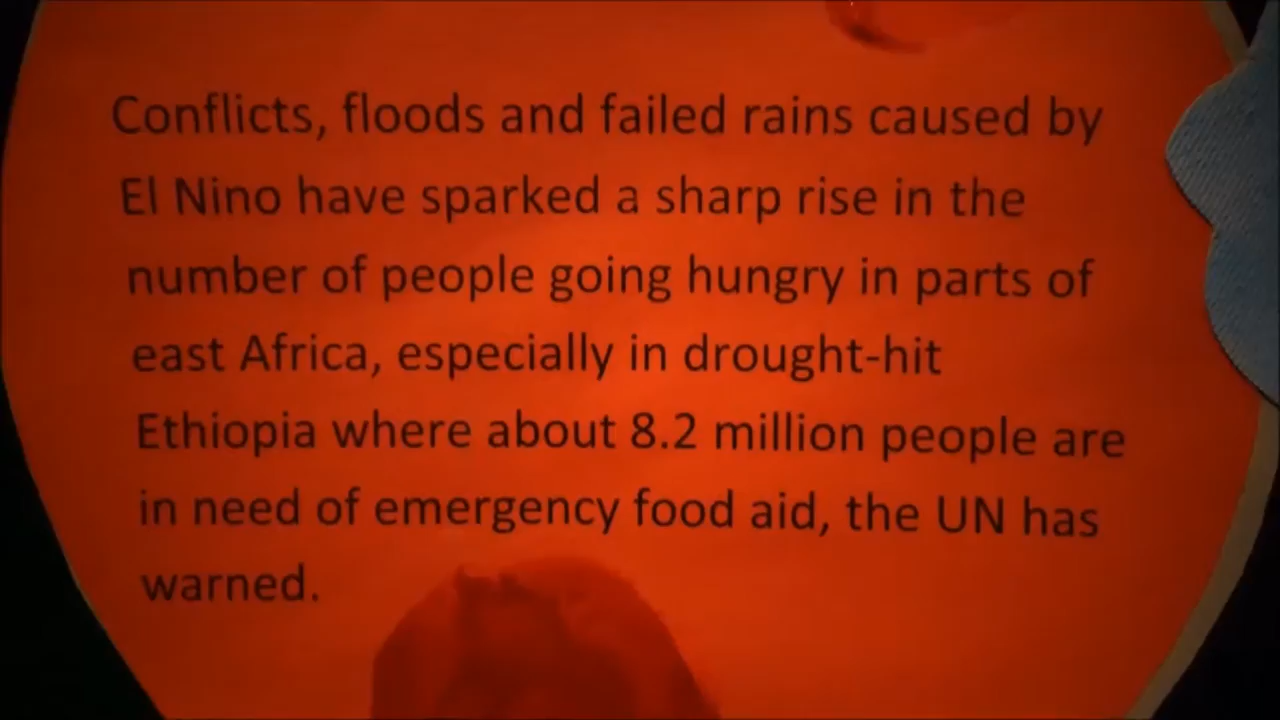 Conflicts, floods and failed rains caused by
El Nino have sparked a sharp rise in the
number of people going hungry in parts of
east Africa, especially in drought-hit
Ethiopia where about 8.2 million people are
in need of emergency food aid, the UN has
warned.